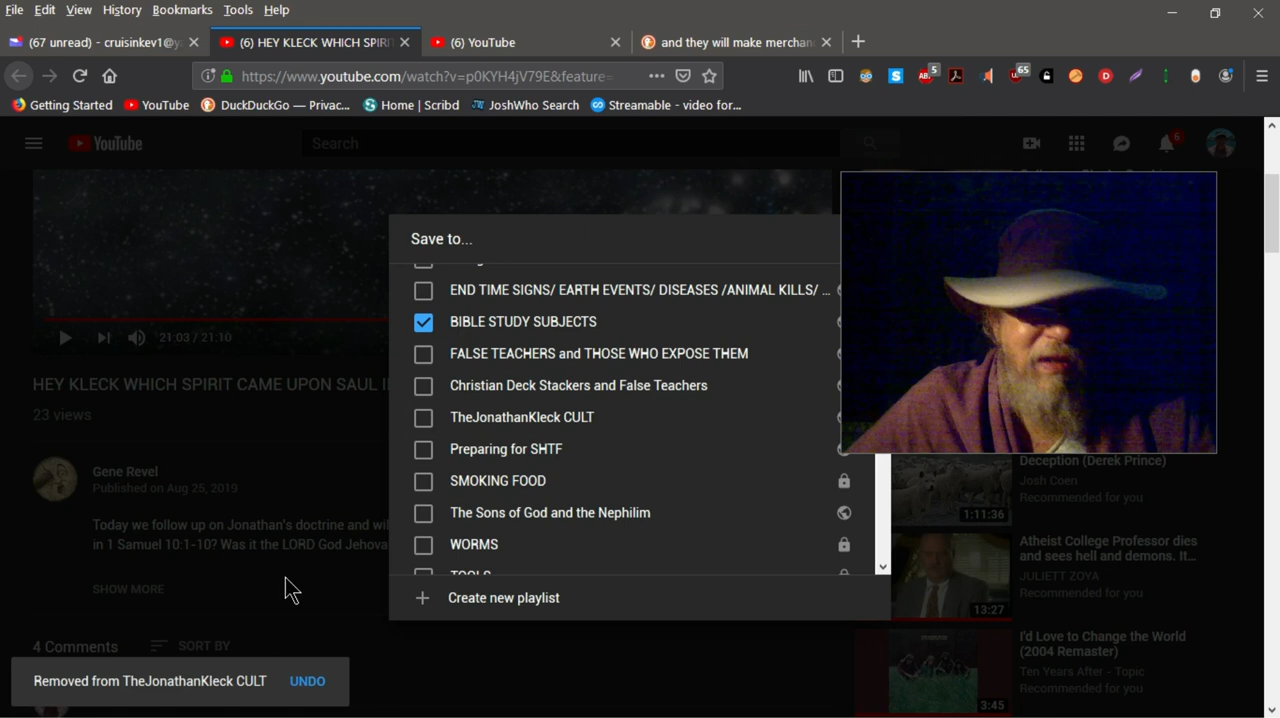 File Edit View History Bookmarks Tools Help
(67 unread) - cruisinkev1@y
(6) HEY KLECK WHICH SPIRI
(6) YouTube
and they will make merchan
https://www.youtube.com/watch?v=p0KYH4jV79E&feature=
5
65
Getting Started YouTube DuckDuckGo — Privac... Home | Scribd JoshWho Search Streamable - video for...
YouTube
Search
6
Save to...
END TIME SIGNS/ EARTH EVENTS/ DISEASES /ANIMAL KILLS/ ...
BIBLE STUDY SUBJECTS
FALSE TEACHERS and THOSE WHO EXPOSE THEM
Christian Deck Stackers and False Teachers
TheJonathanKleck CULT
Preparing for SHTF
SMOKING FOOD
The Sons of God and the Nephilim
WORMS
TOOLS
Create new playlist
21:03 / 21:10
HEY KLECK WHICH SPIRIT CAME UPON SAUL I
23 views
Gene Revel
Published on Aug 25, 2019
Today we follow up on Jonathan's doctrine and wil
in 1 Samuel 10:1-10? Was it the LORD God Jehova
SHOW MORE
4 Comments SORT BY
Removed from TheJonathanKleck CULT UNDO
Deception (Derek Prince)
Josh Coen
Recommended for you
1:11:36
Atheist College Professor dies
and sees hell and demons. It...
JULIETT ZOYA
Recommended for you
13:27
I'd Love to Change the World
(2004 Remaster)
Ten Years After - Topic
Recommended for you
3:45